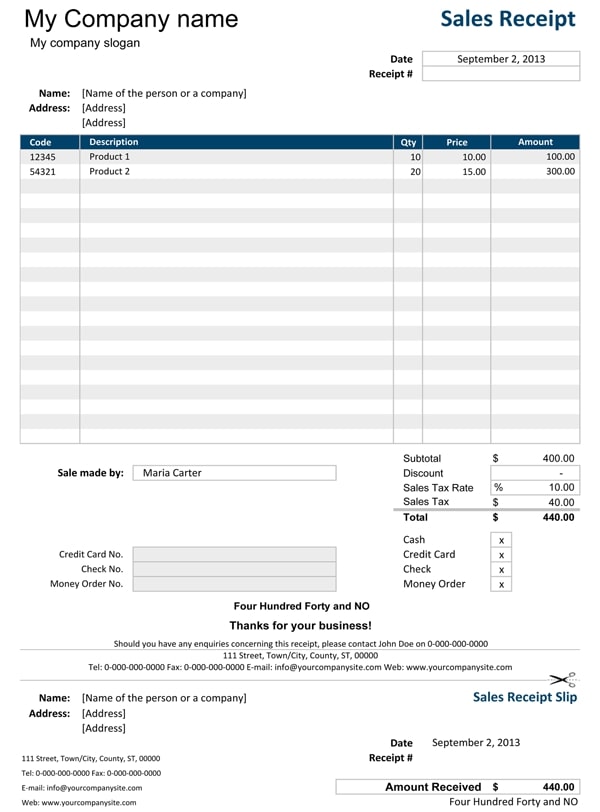 My Company name
Sales Receipt
My company slogan
Date September 2, 2013
Receipt #
Name: [Name of the person or a company]
Address: [Address]
[Address]
Code Description Qty Price Amount
12345 Product 1 10 10.00 100.00
54321 Product 2 20 15.00 300.00
Subtotal $ 400.00
Sale made by: Maria Carter
Discount -
Sales Tax Rate % 10.00
Sales Tax $ 40.00
Total $ 440.00
Cash x
Credit Card No. Credit Card x
Check No. Check x
Money Order No. Money Order x
Four Hundred Forty and NO
Thanks for your business!
Should you have any enquiries concerning this receipt, please contact John Doe on 0-000-000-0000
111 Street, Town/City, County, ST, 00000
Tel: 0-000-000-0000 Fax: 0-000-000-0000 E-mail: info@yourcompanysite.com Web: www.yourcompanysite.com
Name: [Name of the person or a company]
Sales Receipt Slip
Address: [Address]
[Address]
Date September 2, 2013
111 Street, Town/City, County, ST, 00000
Receipt #
Tel: 0-000-000-0000 Fax: 0-000-000-0000
E-mail: info@yourcompanysite.com
Amount Received $ 440.00
Web: www.yourcompanysite.com
Four Hundred Forty and NO